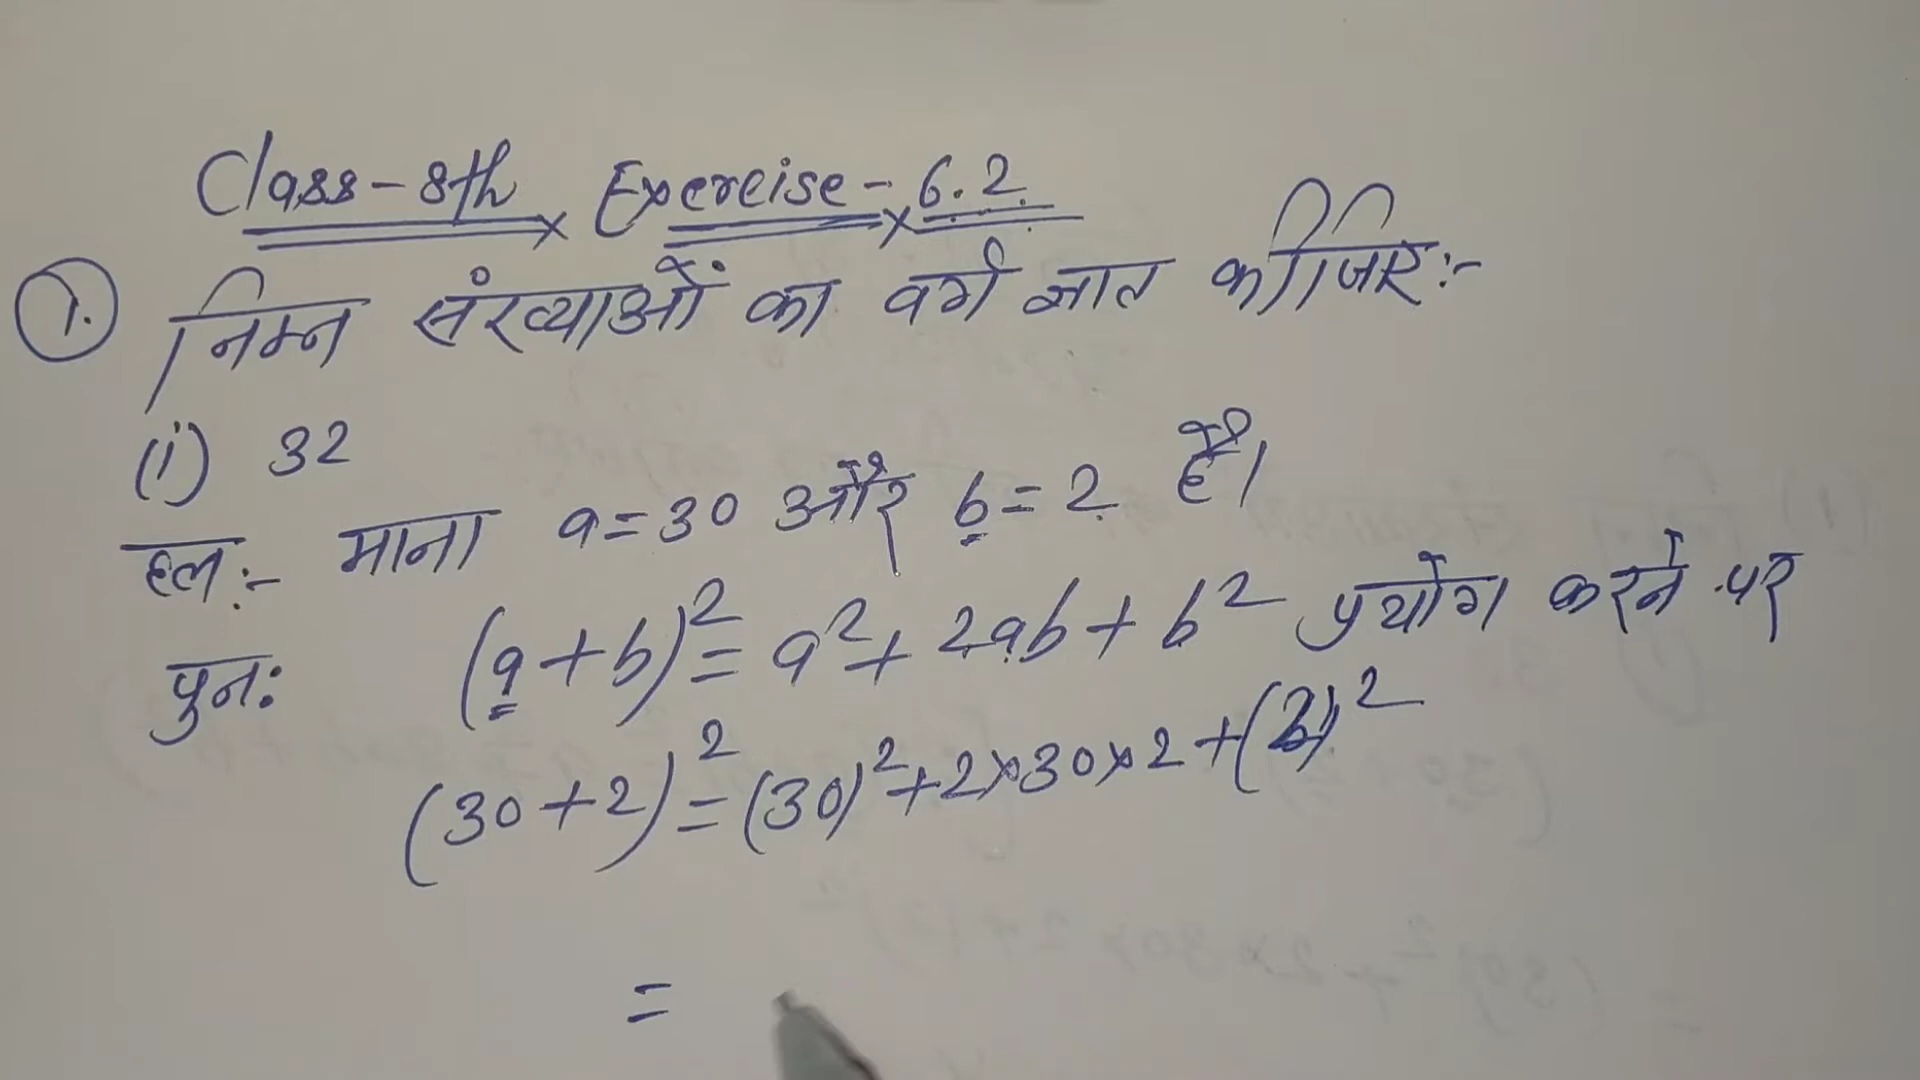 Class-8th Exercise-6.2
1. निम्न संख्याओं का वर्ग ज्ञात कीजिए:-
(i) 32
हल:- माना a=30 और b=2 है।
पुनः (a+b)²=a²+2ab+b² प्रयोग करने पर
(30+2)²=(30)²+2×30×2+(2)²
=